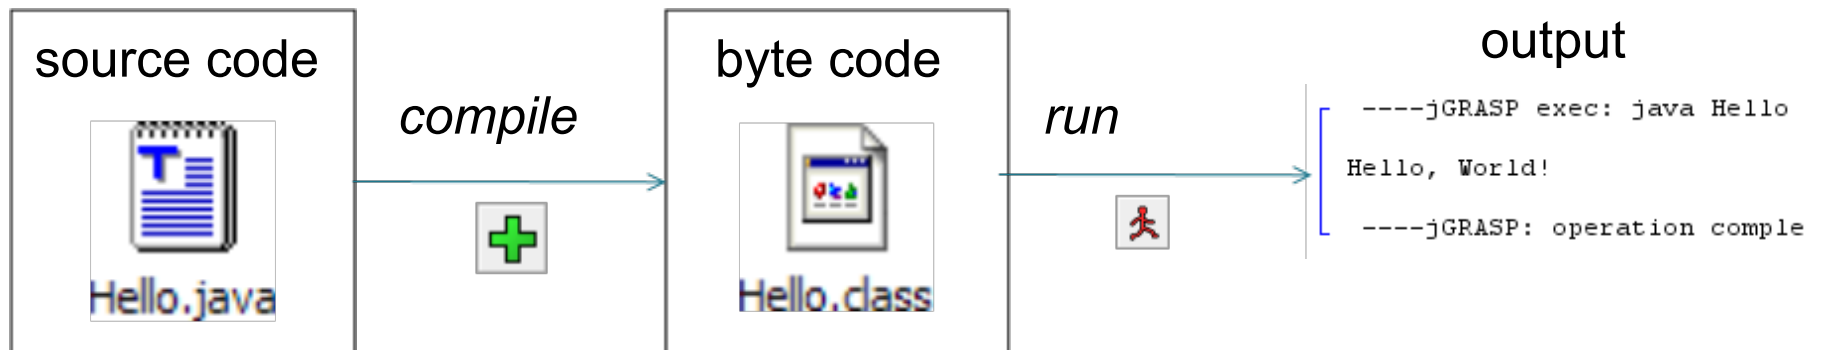 source code
Hello.java
compile
byte code
Hello.class
run
output
----jGRASP exec: java Hello
Hello, World!
----jGRASP: operation comple